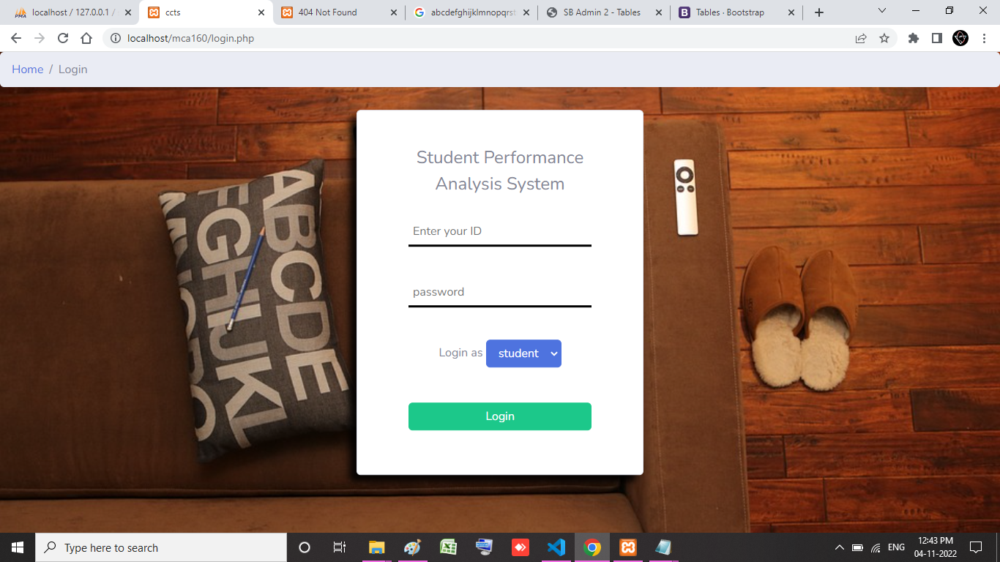 localhost / 127.0.0.1 /
ccts
404 Not Found
abcdefghijklmnopqrst
SB Admin 2 - Tables
Tables · Bootstrap
localhost/mca160/login.php
Home / Login
Student Performance
Analysis System
Enter your ID
password
Login as student
Login
ABCDE
FGHIJKL
Type here to search
ENG
12:43 PM
04-11-2022